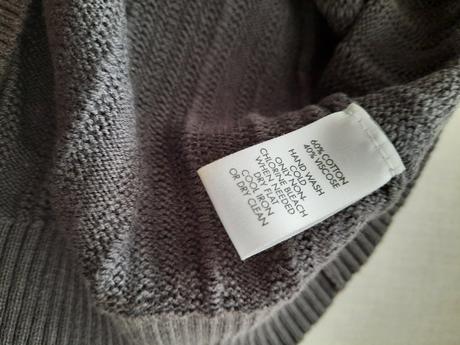 60% COTTON
40% VISCOSE
HAND WASH
COLD
ONLY NON-
CHLORINE BLEACH
WHEN NEEDED
DRY FLAT
COOL IRON
OR DRY CLEAN